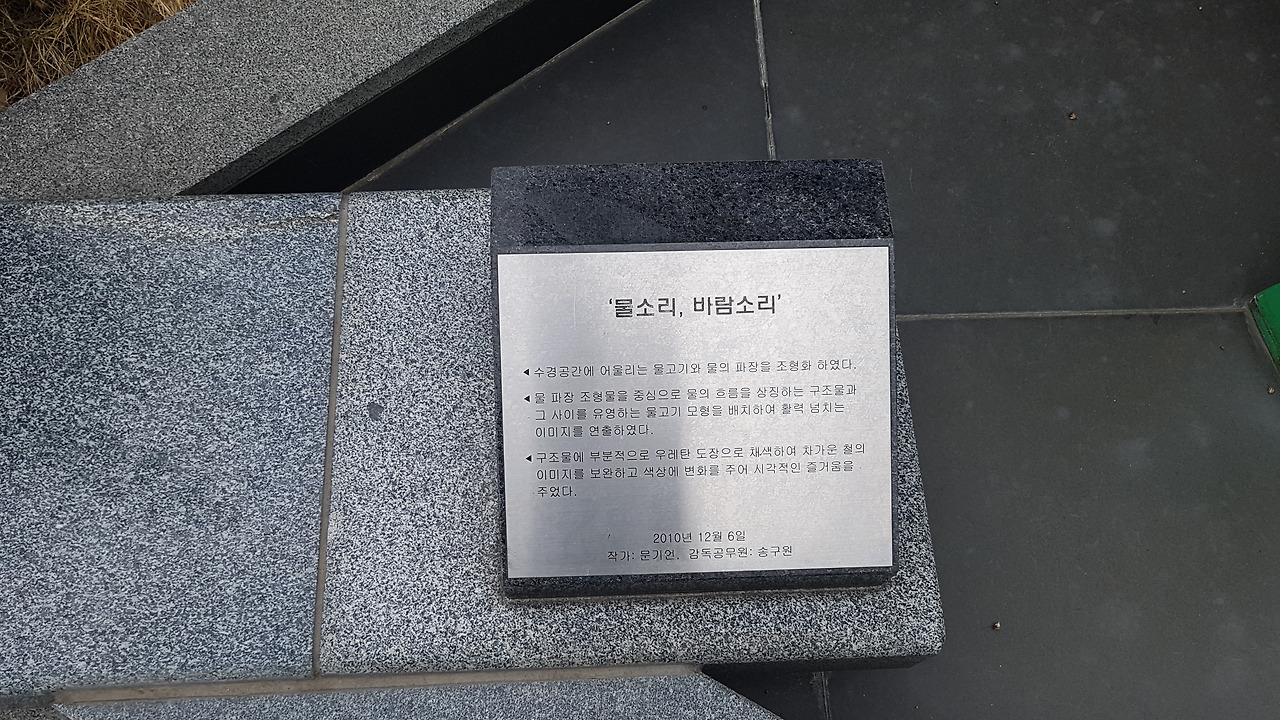 ‘물소리, 바람소리’
◀ 수경공간에 어울리는 물고기와 물의 파장을 조형화 하였다.
◀ 물 파장 조형물을 중심으로 물의 흐름을 상징하는 구조물과
그 사이를 유영하는 물고기 모형을 배치하여 활력 넘치는
이미지를 연출하였다.
◀ 구조물에 부분적으로 우레탄 도장으로 채색하여 차가운 철의
이미지를 보완하고 색상에 변화를 주어 시각적인 즐거움을
주었다.
2010년 12월 6일
작가: 문기인, 감독공무원: 송구원